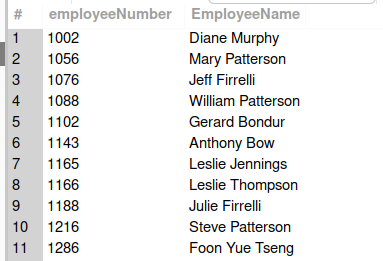 # employeeNumber EmployeeName
1 1002 Diane Murphy
2 1056 Mary Patterson
3 1076 Jeff Firrelli
4 1088 William Patterson
5 1102 Gerard Bondur
6 1143 Anthony Bow
7 1165 Leslie Jennings
8 1166 Leslie Thompson
9 1188 Julie Firrelli
10 1216 Steve Patterson
11 1286 Foon Yue Tseng